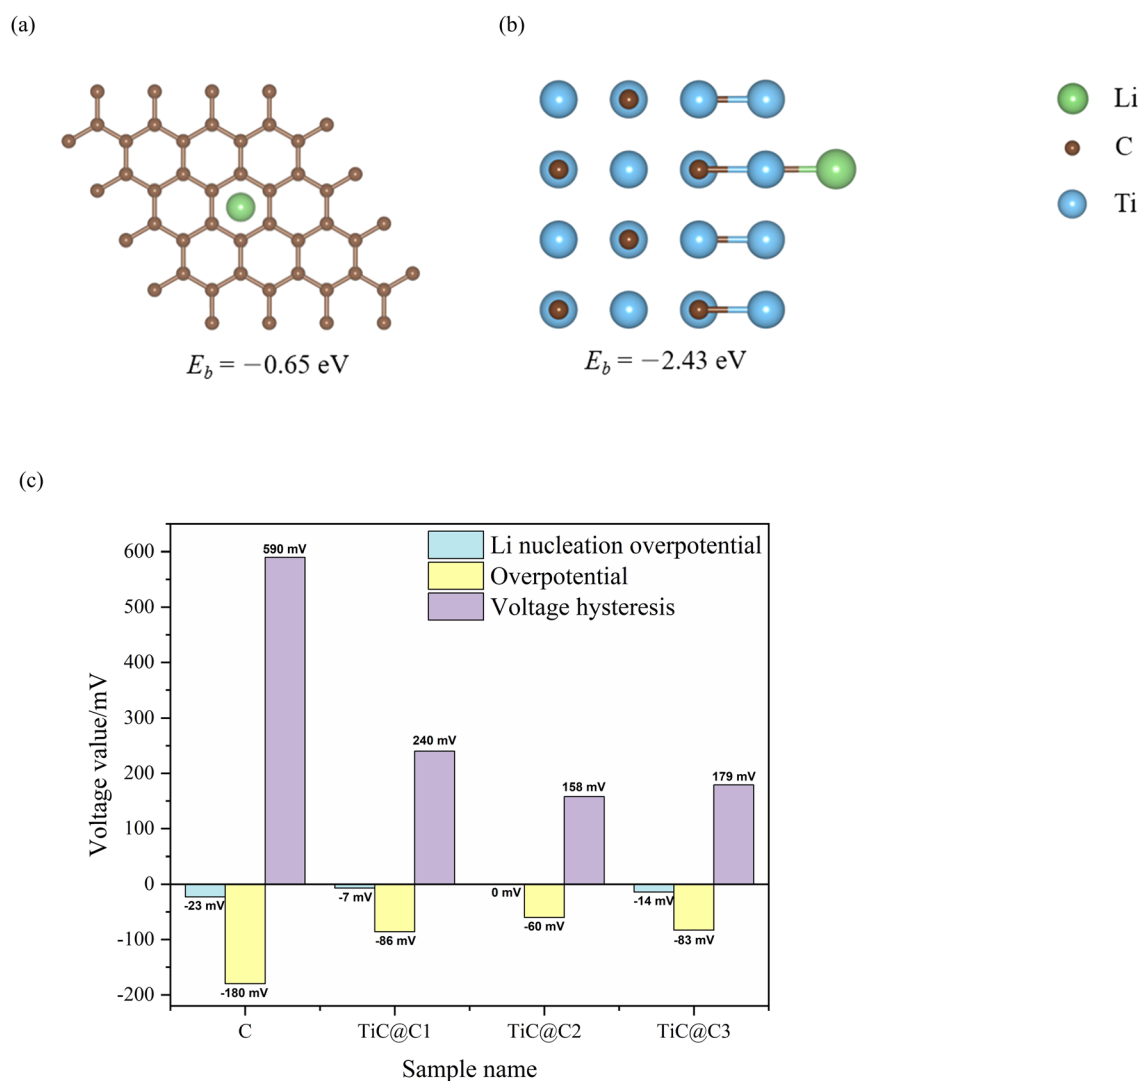 (a)
(b)
Li
C
Ti
E_b = −0.65 eV
E_b = −2.43 eV
(c)
Voltage value/mV
600
500
400
300
200
100
0
-100
-200
Li nucleation overpotential
Overpotential
Voltage hysteresis
590 mV
240 mV
158 mV
179 mV
-23 mV
-7 mV
0 mV
-14 mV
-180 mV
-86 mV
-60 mV
-83 mV
C
TiC@C1
TiC@C2
TiC@C3
Sample name